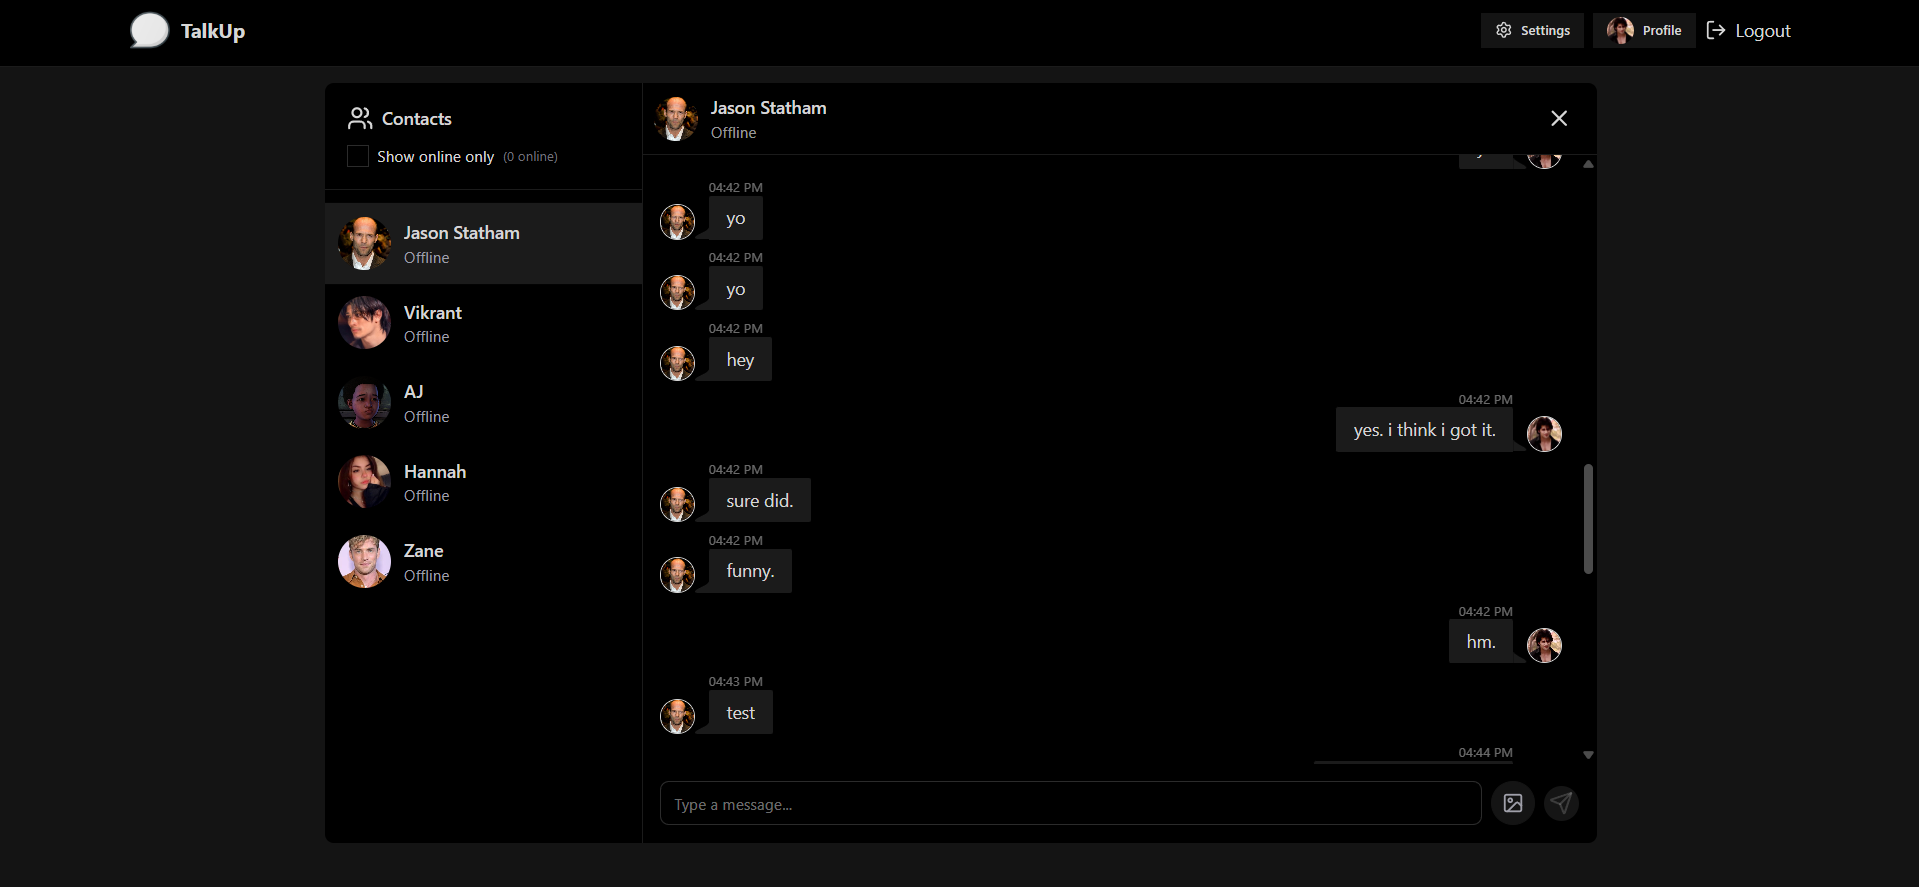 TalkUp
Settings
Profile
Logout
Contacts
Show online only (0 online)
Jason Statham
Offline
Vikrant
Offline
AJ
Offline
Hannah
Offline
Zane
Offline
Jason Statham
Offline
04:42 PM
yo
04:42 PM
yo
04:42 PM
hey
04:42 PM
yes. i think i got it.
04:42 PM
sure did.
04:42 PM
funny.
04:42 PM
hm.
04:43 PM
test
04:44 PM
Type a message...